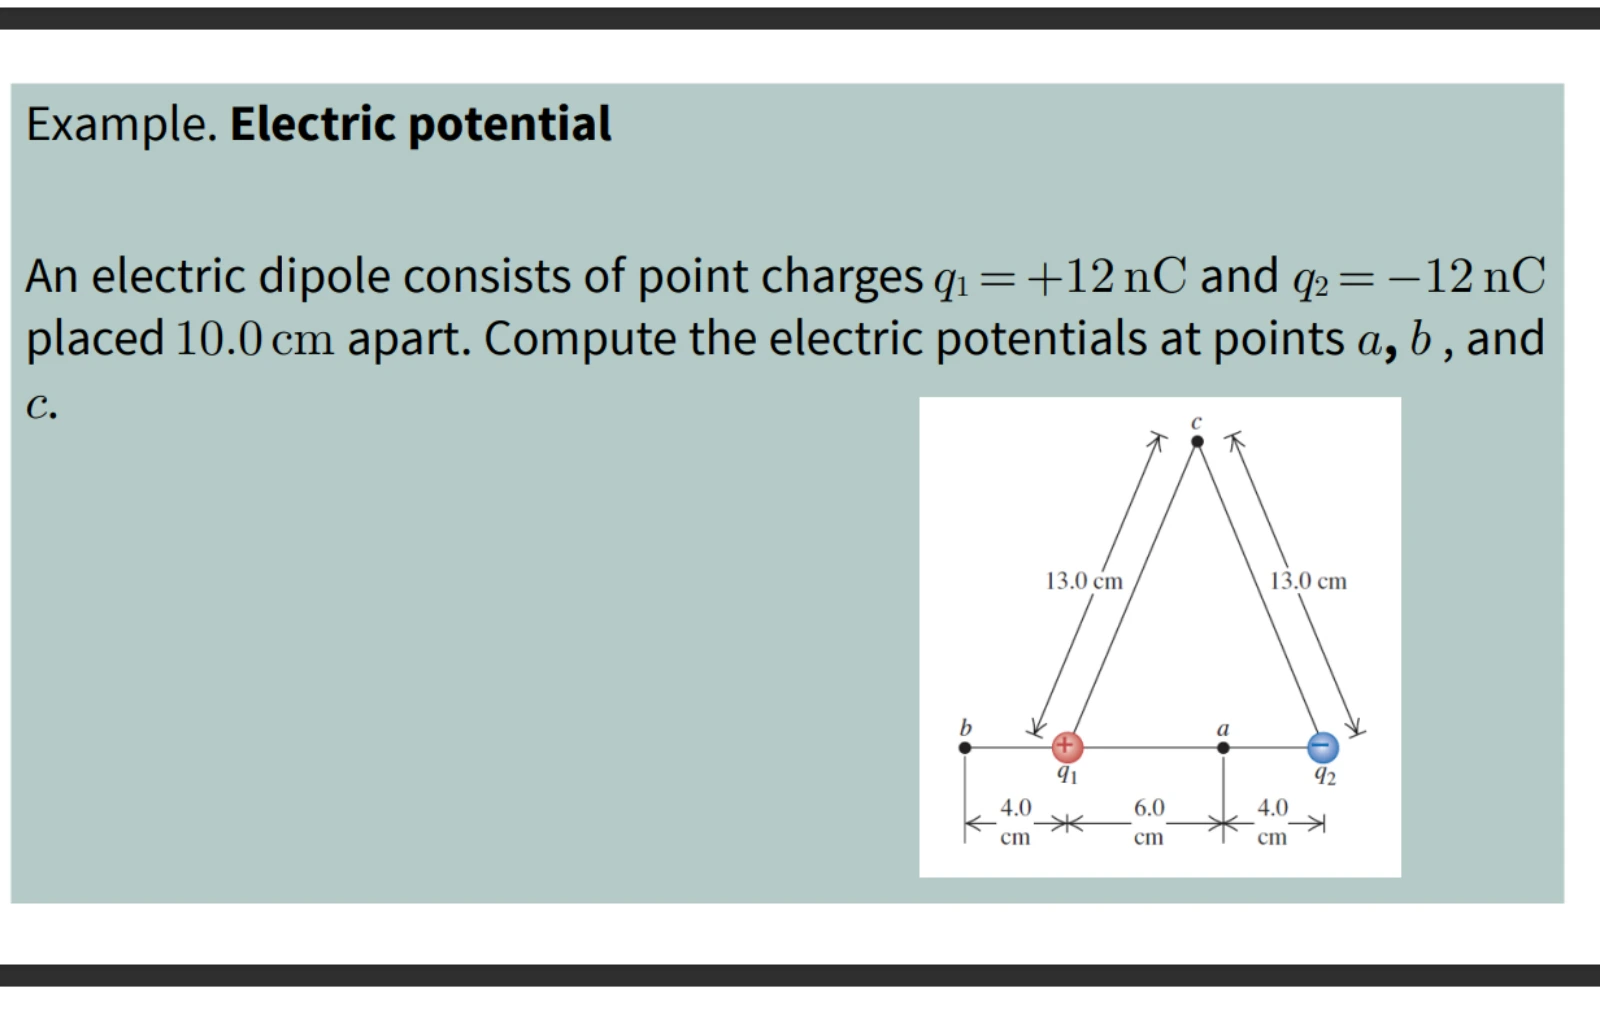 Example. Electric potential
An electric dipole consists of point charges q₁ = +12 nC and q₂ = −12 nC
placed 10.0 cm apart. Compute the electric potentials at points a, b , and
c.
c
13.0 cm 13.0 cm
b a
+ −
q₁ q₂
4.0 6.0 4.0
cm cm cm